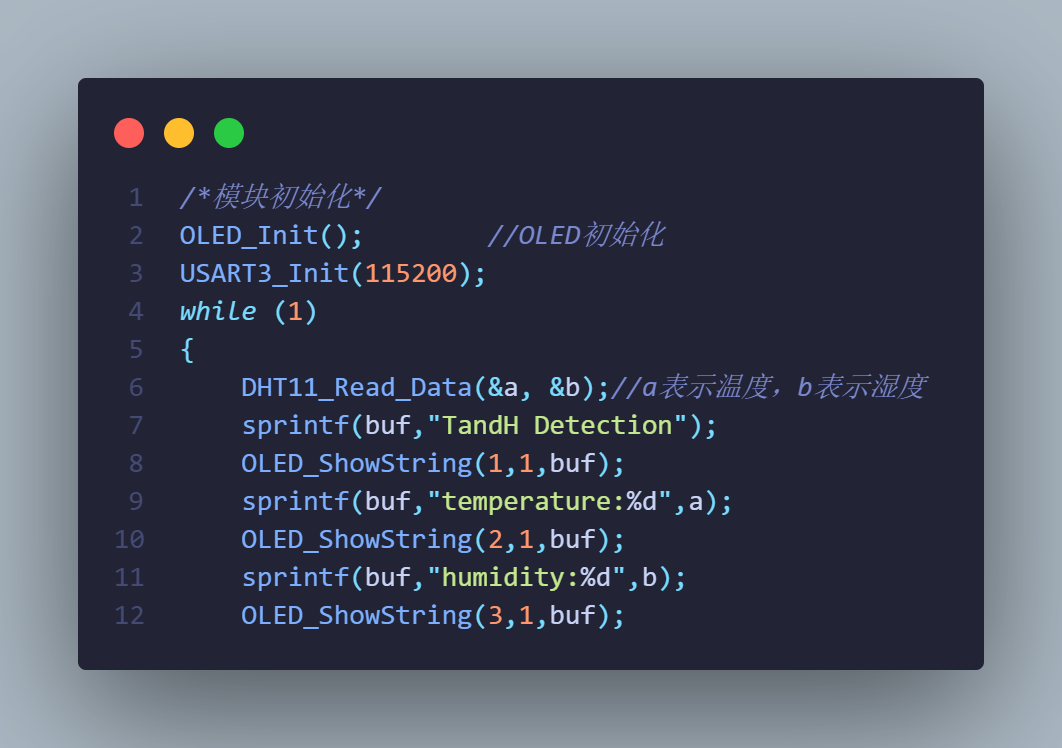 1 /*模块初始化*/
2 OLED_Init();        //OLED初始化
3 USART3_Init(115200);
4 while (1)
5 {
6     DHT11_Read_Data(&a, &b);//a表示温度，b表示湿度
7     sprintf(buf,"TandH Detection");
8     OLED_ShowString(1,1,buf);
9     sprintf(buf,"temperature:%d",a);
10     OLED_ShowString(2,1,buf);
11     sprintf(buf,"humidity:%d",b);
12     OLED_ShowString(3,1,buf);